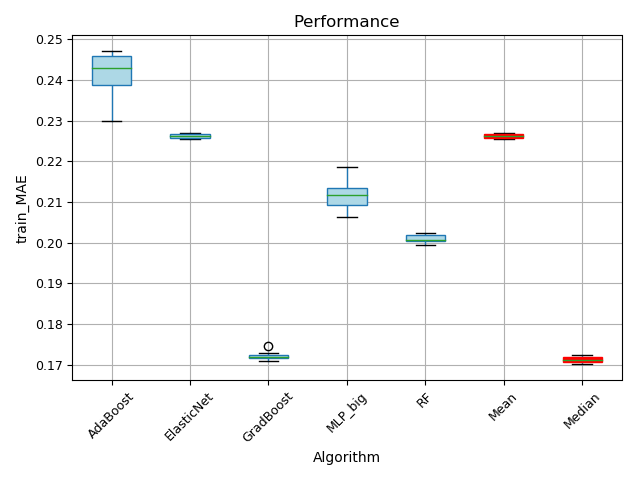 Performance
train_MAE
0.25
0.24
0.23
0.22
0.21
0.20
0.19
0.18
0.17
AdaBoost
ElasticNet
GradBoost
MLP_big
RF
Mean
Median
Algorithm